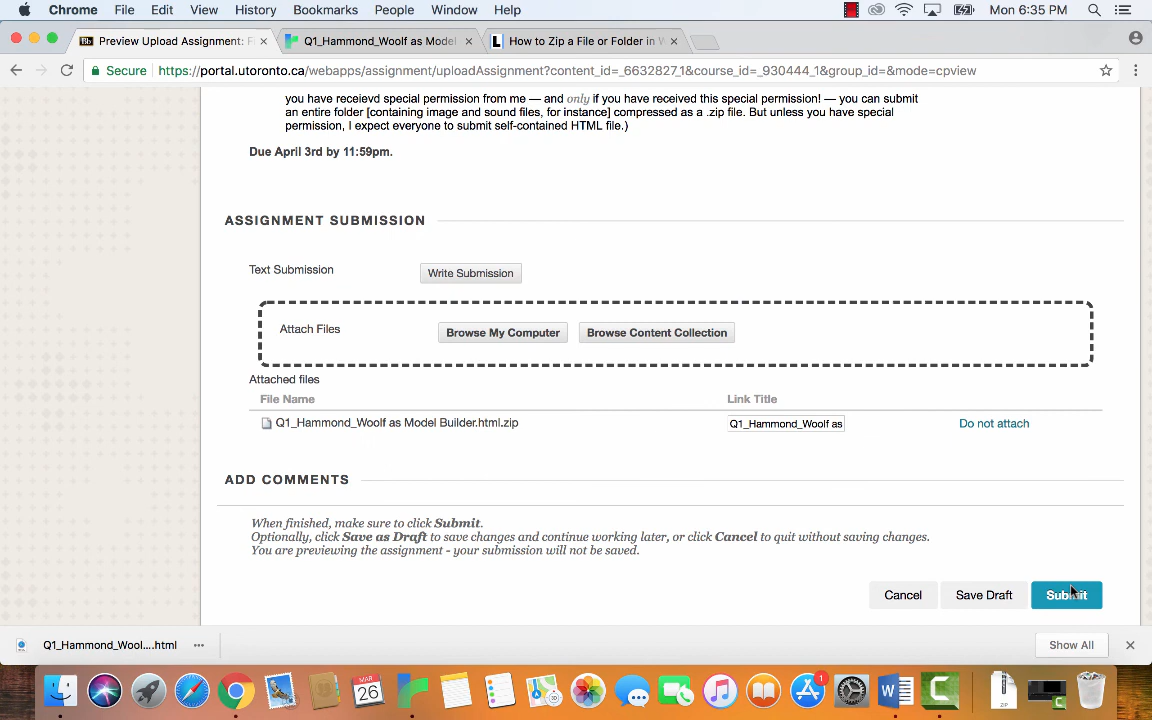 Chrome File Edit View History Bookmarks People Window Help Mon 6:35 PM
Preview Upload Assignment: Q1_Hammond_Woolf as Model How to Zip a File or Folder in
Secure https://portal.utoronto.ca/webapps/assignment/uploadAssignment?content_id=_6632827_1&course_id=_930444_1&group_id=&mode=cpview
you have receievd special permission from me — and only if you have received this special permission! — you can submit
an entire folder [containing image and sound files, for instance] compressed as a .zip file. But unless you have special
permission, I expect everyone to submit self-contained HTML file.)
Due April 3rd by 11:59pm.
ASSIGNMENT SUBMISSION
Text Submission Write Submission
Attach Files Browse My Computer Browse Content Collection
Attached files
File Name Link Title
Q1_Hammond_Woolf as Model Builder.html.zip Q1_Hammond_Woolf as Do not attach
ADD COMMENTS
When finished, make sure to click Submit.
Optionally, click Save as Draft to save changes and continue working later, or click Cancel to quit without saving changes.
You are previewing the assignment - your submission will not be saved.
Cancel Save Draft Submit
Q1_Hammond_Wool....html Show All
MAR
26
1
ZIP